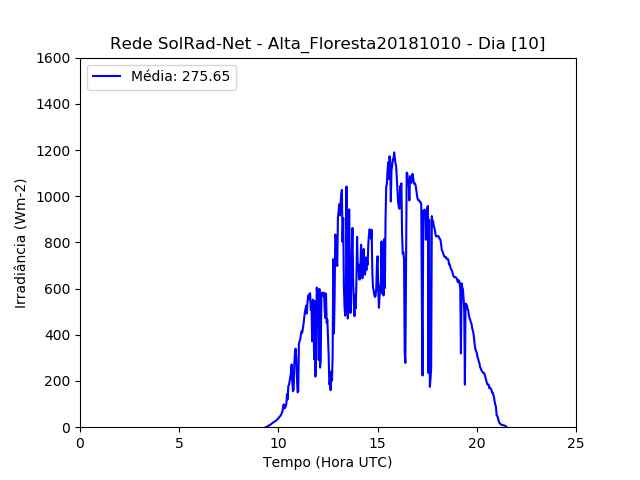 Rede SolRad-Net - Alta_Floresta20181010 - Dia [10]
Média: 275.65
Irradiância (Wm-2)
1600
1400
1200
1000
800
600
400
200
0
0 5 10 15 20 25
Tempo (Hora UTC)